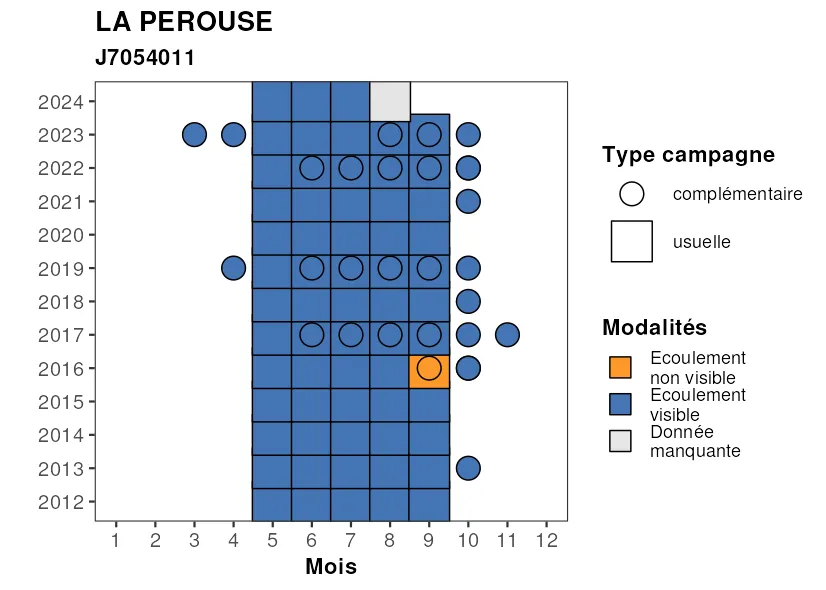 LA PEROUSE
J7054011
2024
2023
2022
2021
2020
2019
2018
2017
2016
2015
2014
2013
2012
1 2 3 4 5 6 7 8 9 10 11 12
Mois
Type campagne
complémentaire
usuelle
Modalités
Ecoulement
non visible
Ecoulement
visible
Donnée
manquante